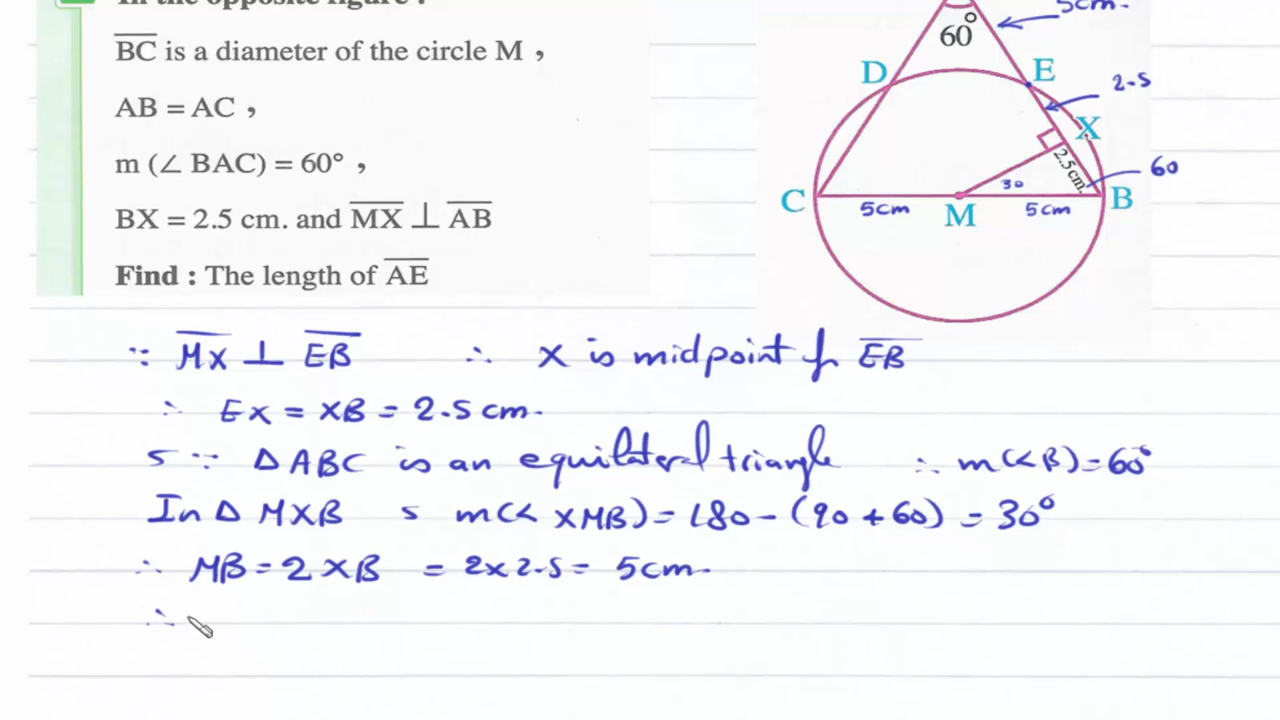 In the opposite figure :
BC is a diameter of the circle M ,
AB = AC ,
m (∠ BAC) = 60° ,
BX = 2.5 cm. and MX ⊥ AB
Find : The length of AE
5cm.
60°
D
E
2.5
X
2.5cm.
60
30
C
5cm
M
5cm
B
∵ MX ⊥ EB ∴ X is midpoint of EB
∴ EX = XB = 2.5 cm.
, ∵ △ ABC is an equilateral triangle ∴ m(<B) = 60°
In △ MXB , m(< XMB) = 180 - (90 + 60) = 30°
∴ MB = 2 XB = 2 x 2.5 = 5 cm.
∴